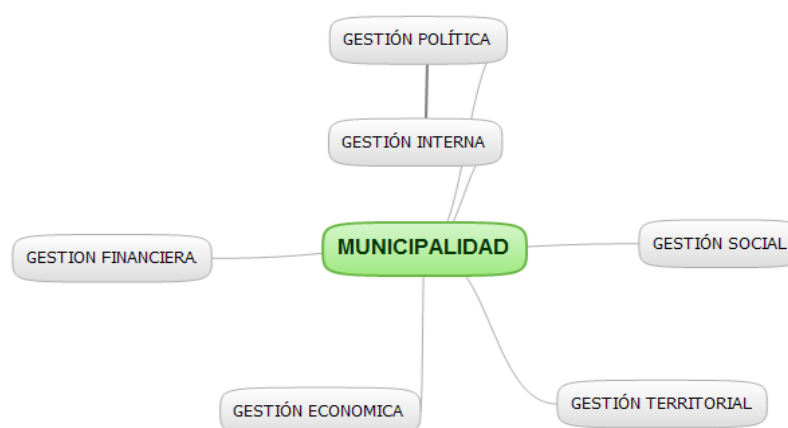 GESTIÓN POLÍTICA
GESTIÓN INTERNA
MUNICIPALIDAD
GESTIÓN SOCIAL
GESTION FINANCIERA
GESTIÓN TERRITORIAL
GESTIÓN ECONOMICA